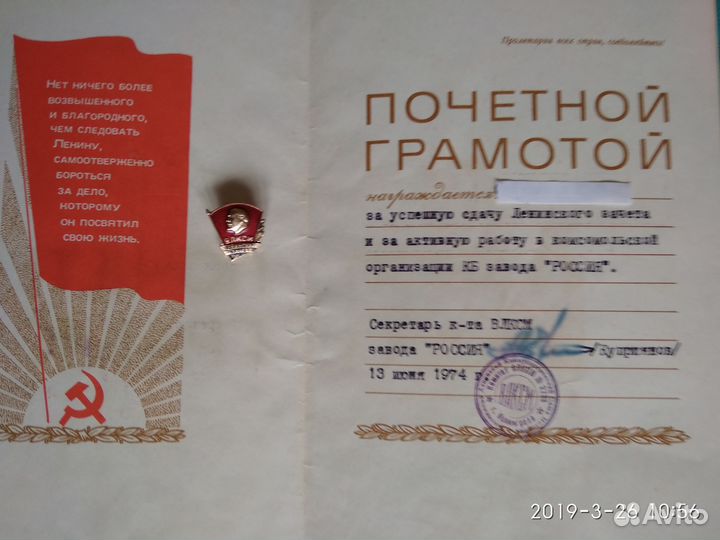 Нет ничего более
возвышенного
и благородного,
чем следовать
Ленину,
самоотверженно
бороться
за дело,
которому
он посвятил
свою жизнь.
ВЛКСМ
Пролетарии всех стран, соединяйтесь!
ПОЧЕТНОЙ
ГРАМОТОЙ
награждается
за успешную сдачу Ленинского зачета
и за активную работу в комсомольской
организации КБ завода "РОССИЯ".
Секретарь к-та ВЛКСМ
завода "РОССИЯ" /Куприянов/
13 июня 1974 г
ВЛКСМ
2019-3-26 10:56
Avito